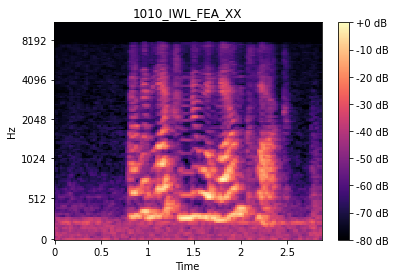 1010_IWL_FEA_XX
+0 dB
8192
-10 dB
4096
-20 dB
-30 dB
2048
Hz
-40 dB
1024
-50 dB
512
-60 dB
-70 dB
0
-80 dB
0 0.5 1 1.5 2 2.5
Time